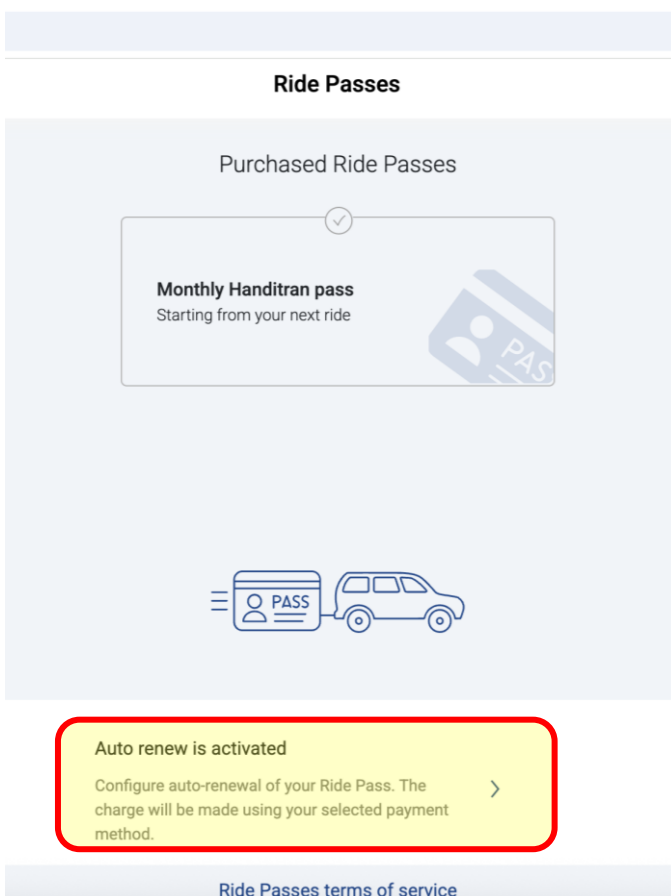 Ride Passes
Purchased Ride Passes
Monthly Handitran pass
Starting from your next ride
PAS
PASS
Auto renew is activated
Configure auto-renewal of your Ride Pass. The
charge will be made using your selected payment
method.
Ride Passes terms of service